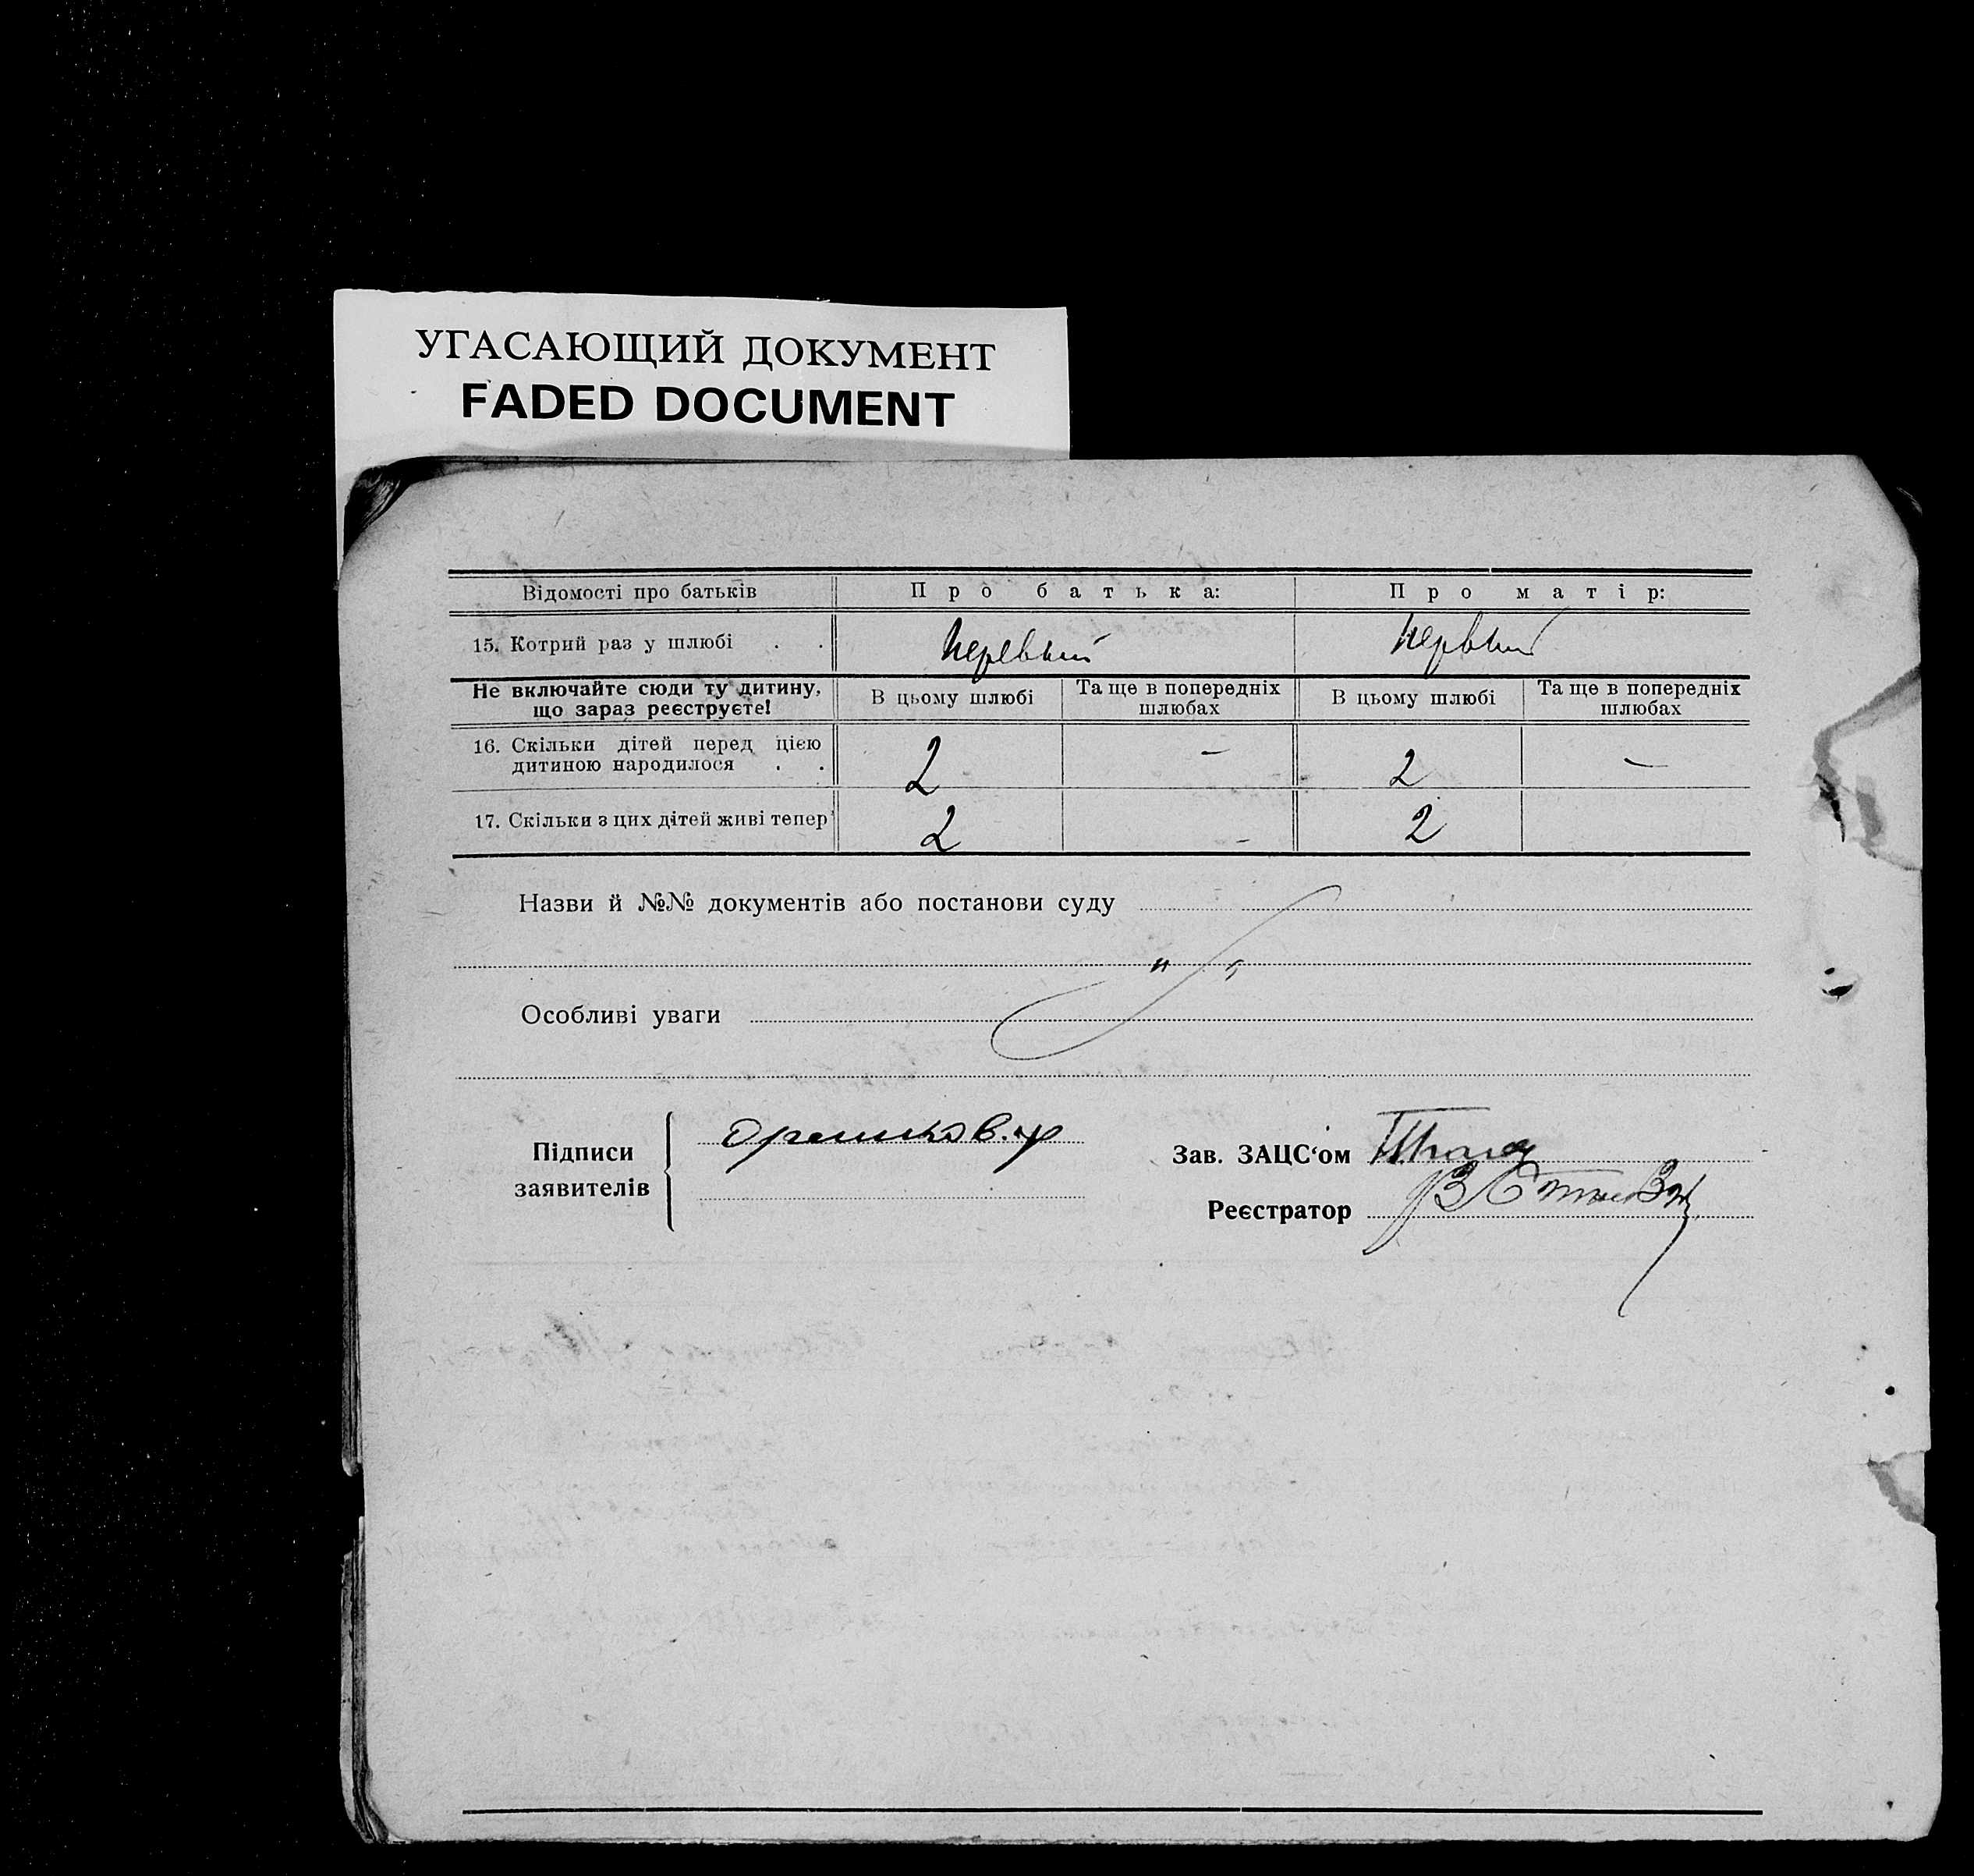 УГАСАЮЩИЙ ДОКУМЕНТ
FADED DOCUMENT
Відомості про батьків Про батька: Про матір:
15. Котрий раз у шлюбі . . первый первый
Не включайте сюди ту дитину, що зараз реєструєте! В цьому шлюбі Та ще в попередніх шлюбах В цьому шлюбі Та ще в попередніх шлюбах
16. Скільки дітей перед цією
дитиною народилося . . 2 – 2 –
17. Скільки з цих дітей живі тепер 2 - 2
Назви й №№ документів або постанови суду
" "
Особливі уваги
Підписи
заявителів
Зав. ЗАЦС‘ом
Реєстратор